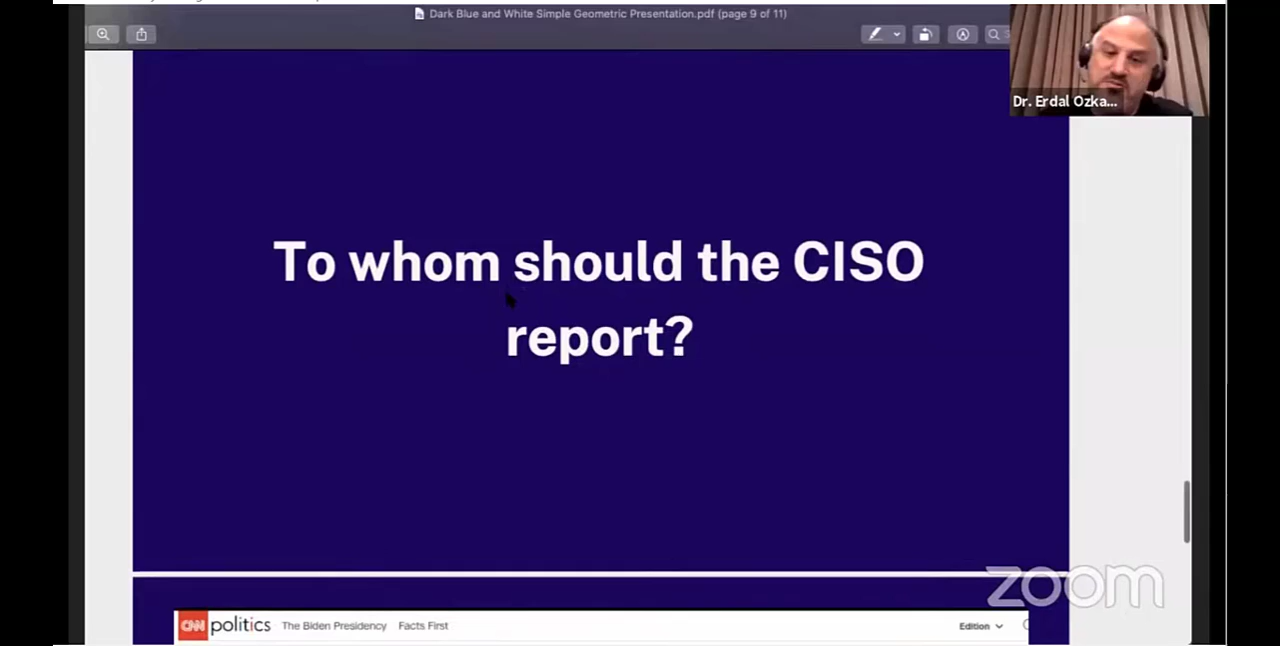 Dark Blue and White Simple Geometric Presentation.pdf (page 9 of 11)
Dr. Erdal Ozka...
To whom should the CISO
report?
zoom
CNN politics The Biden Presidency Facts First Edition